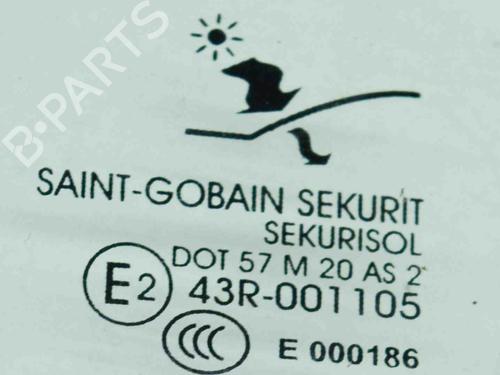 B-PARTS
SAINT-GOBAIN SEKURIT
SEKURISOL
DOT 57 M 20 AS 2
E2 43R-001105
CCC E 000186